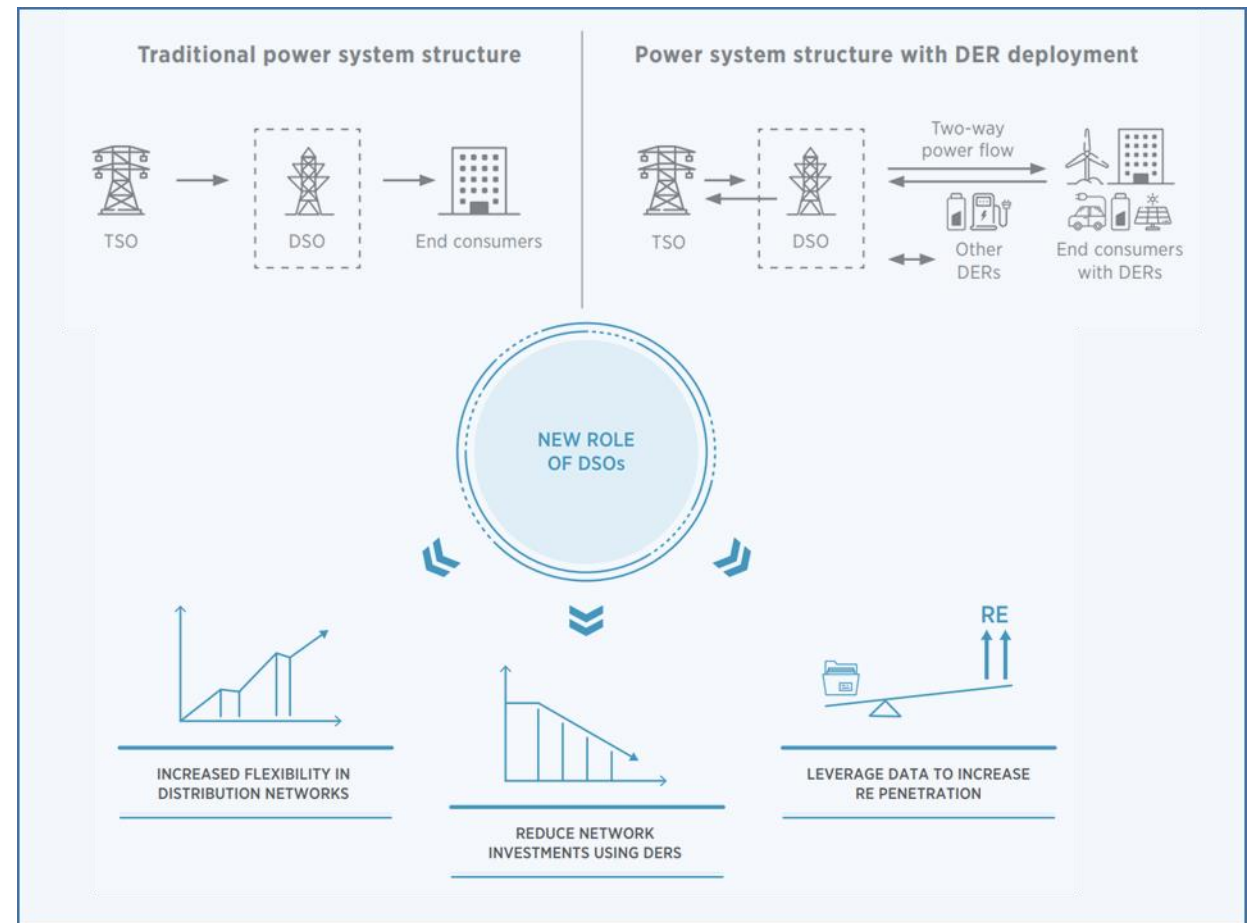 Traditional power system structure
Power system structure with DER deployment
TSO
DSO
End consumers
Two-way
power flow
TSO
DSO
Other
DERs
End consumers
with DERs
NEW ROLE
OF DSOs
INCREASED FLEXIBILITY IN
DISTRIBUTION NETWORKS
REDUCE NETWORK
INVESTMENTS USING DERS
RE
LEVERAGE DATA TO INCREASE
RE PENETRATION